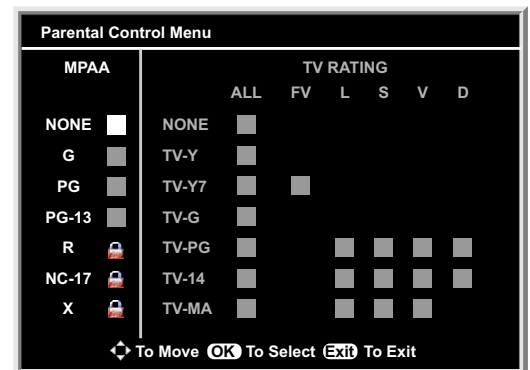 Parental Control Menu
MPAA
TV RATING
ALL FV L S V D
NONE NONE
G TV-Y
PG TV-Y7
PG-13 TV-G
R TV-PG
NC-17 TV-14
X TV-MA
To Move OK To Select Exit To Exit